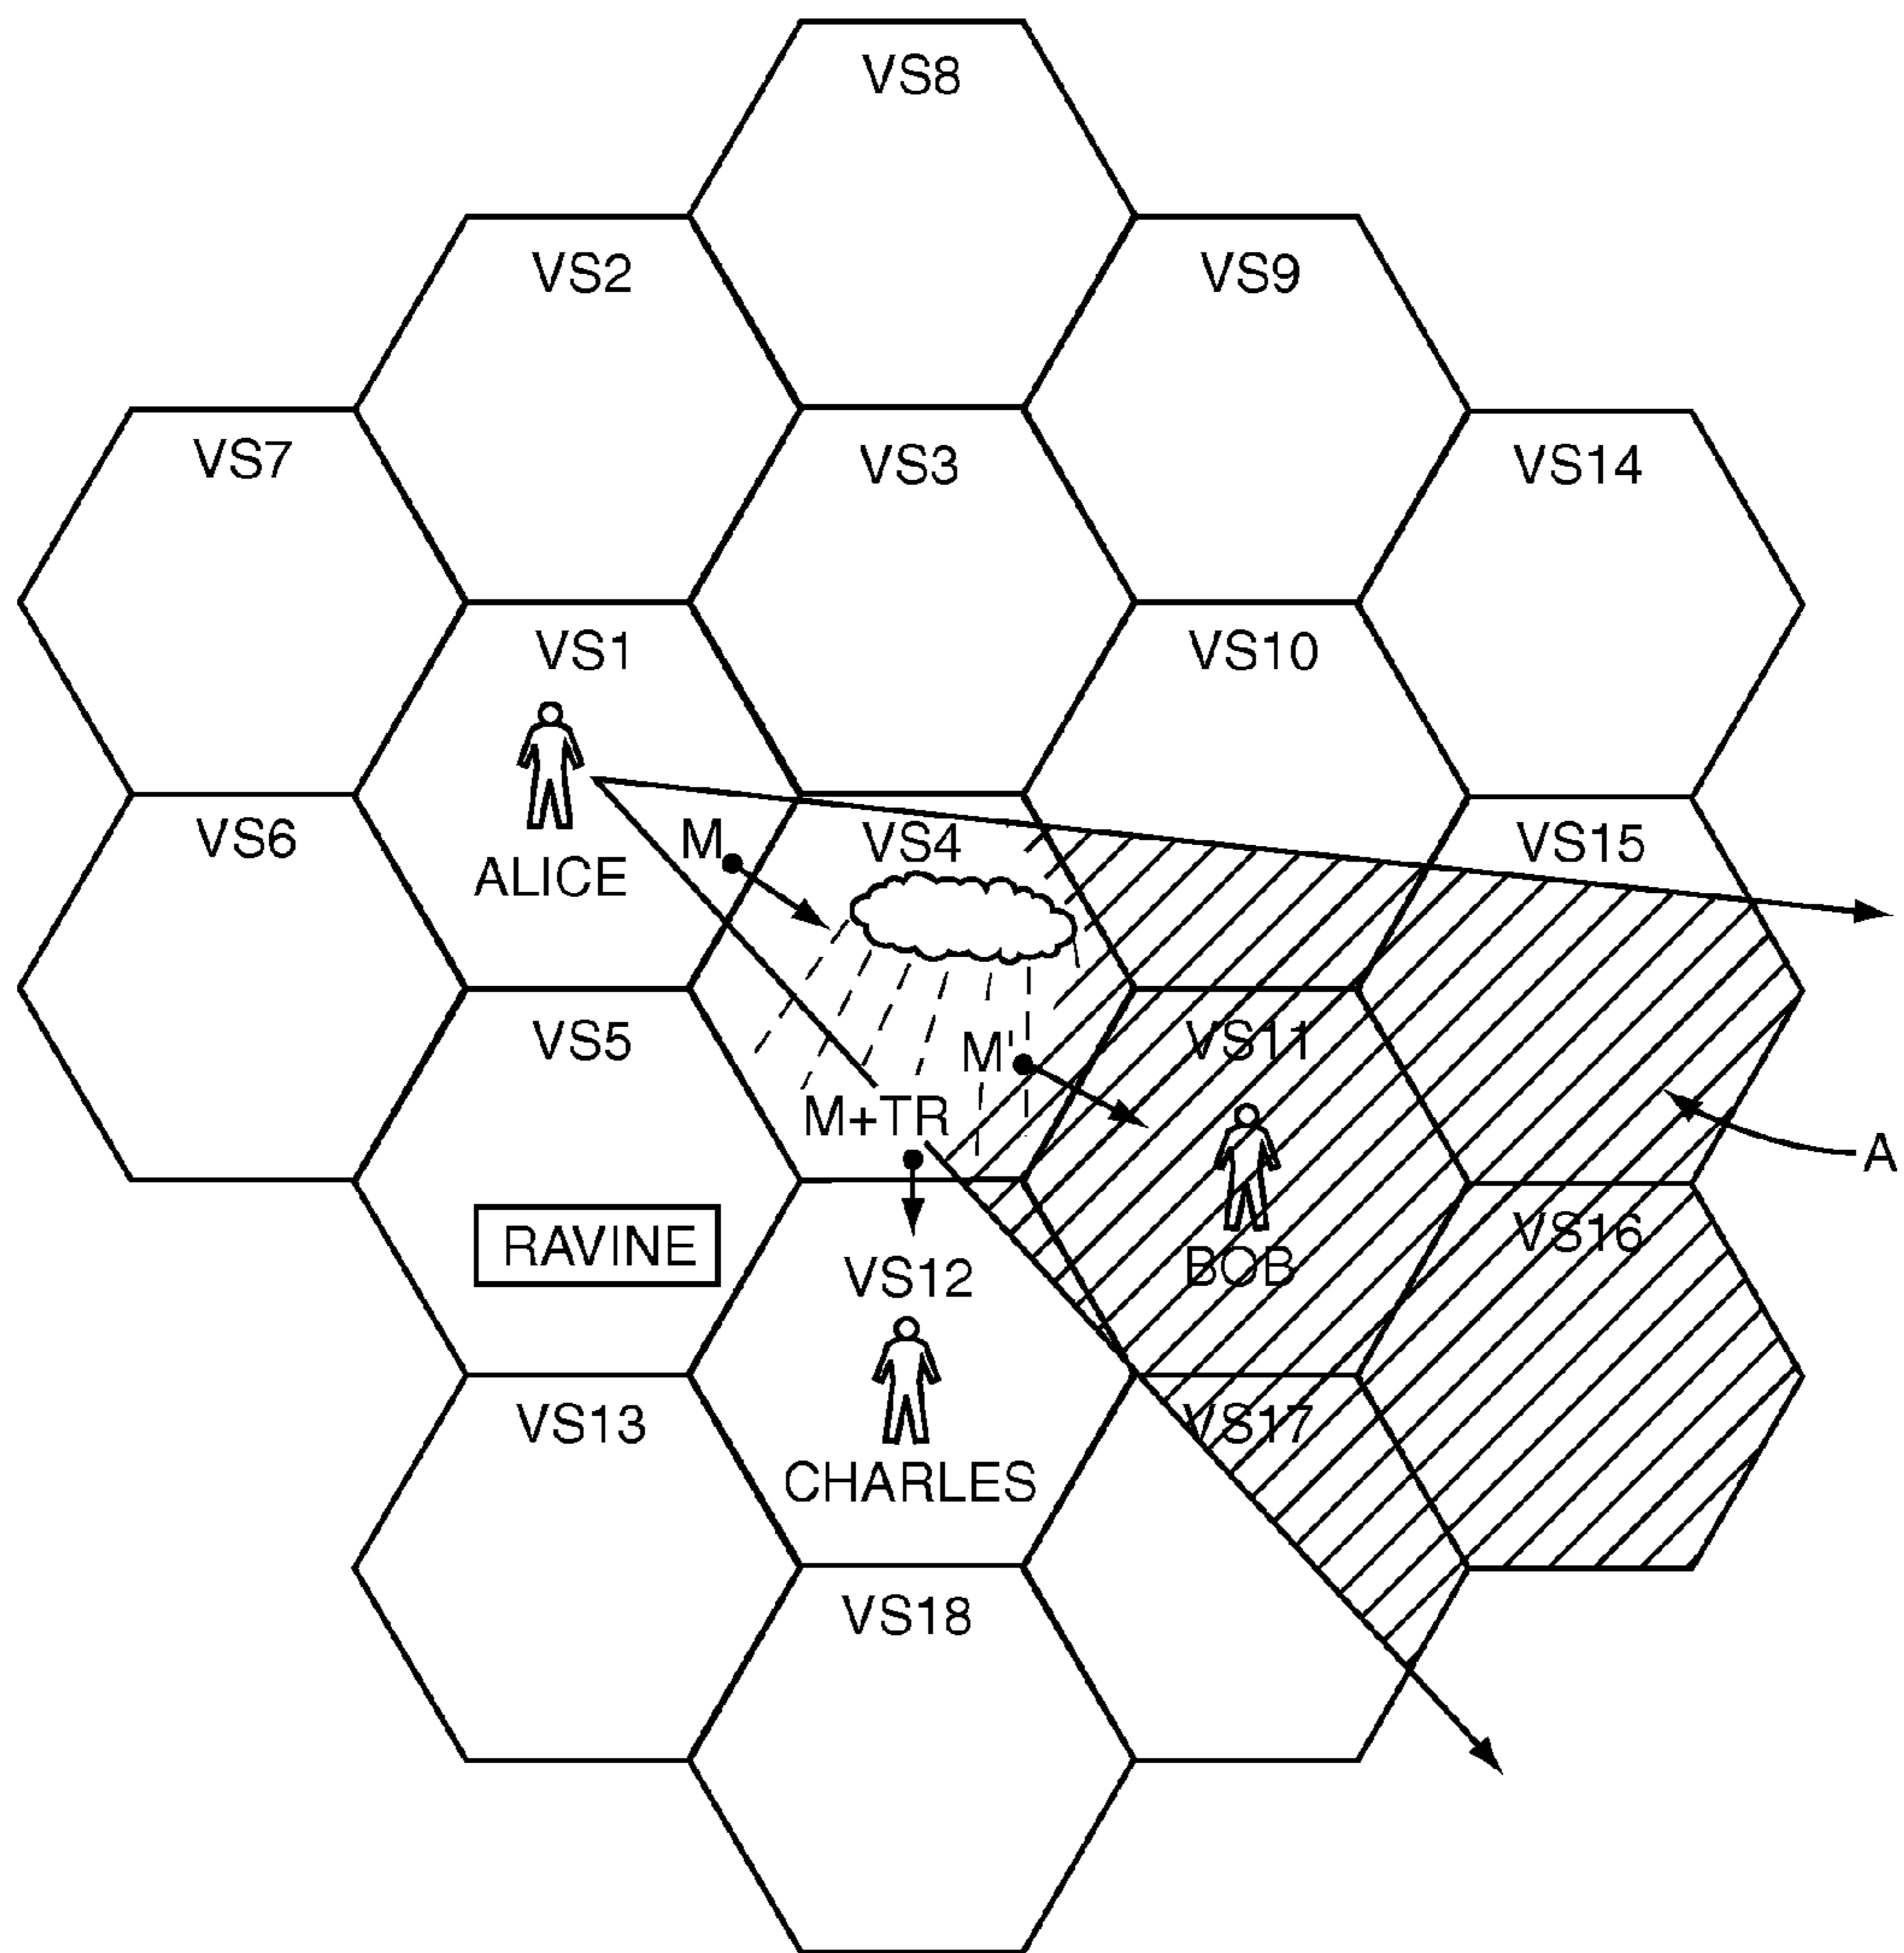 VS8
VS2
VS9
VS7
VS3
VS14
VS1
VS10
VS6
ALICE
M
VS4
VS15
VS5
M'
VS11
M+TR
A
RAVINE
VS12
BOB
VS16
VS13
CHARLES
VS17
VS18